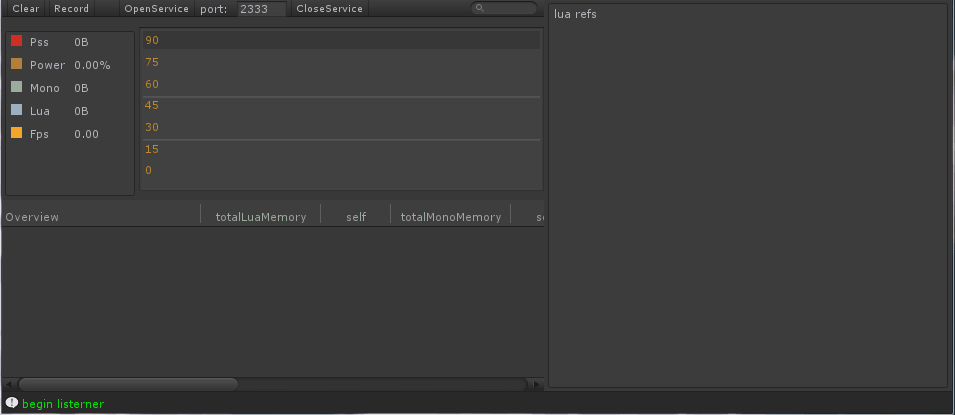 Clear Record OpenService port: 2333 CloseService
lua refs
Pss 0B
Power 0.00%
Mono 0B
Lua 0B
Fps 0.00
90
75
60
45
30
15
0
Overview totalLuaMemory self totalMonoMemory
begin listerner